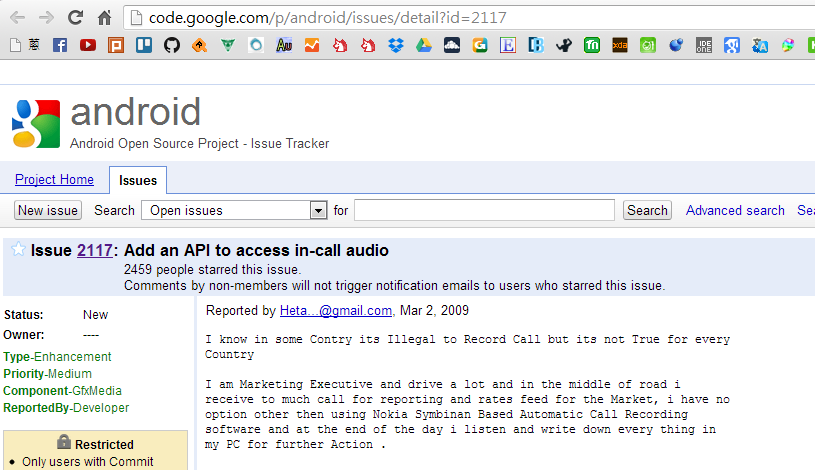 code.google.com/p/android/issues/detail?id=2117
android
Android Open Source Project - Issue Tracker
Project Home
Issues
New issue Search Open issues for Search Advanced search Sea
Issue 2117: Add an API to access in-call audio
2459 people starred this issue.
Comments by non-members will not trigger notification emails to users who starred this issue.
Status: New
Owner: ----
Type-Enhancement
Priority-Medium
Component-GfxMedia
ReportedBy-Developer
Restricted
• Only users with Commit
Reported by Heta...@gmail.com, Mar 2, 2009
I know in some Contry its Illegal to Record Call but its not True for every
Country
I am Marketing Executive and drive a lot and in the middle of road i
receive to much call for reporting and rates feed for the Market, i have no
option other then using Nokia Symbinan Based Automatic Call Recording
software and at the end of the day i listen and write down every thing in
my PC for further Action .